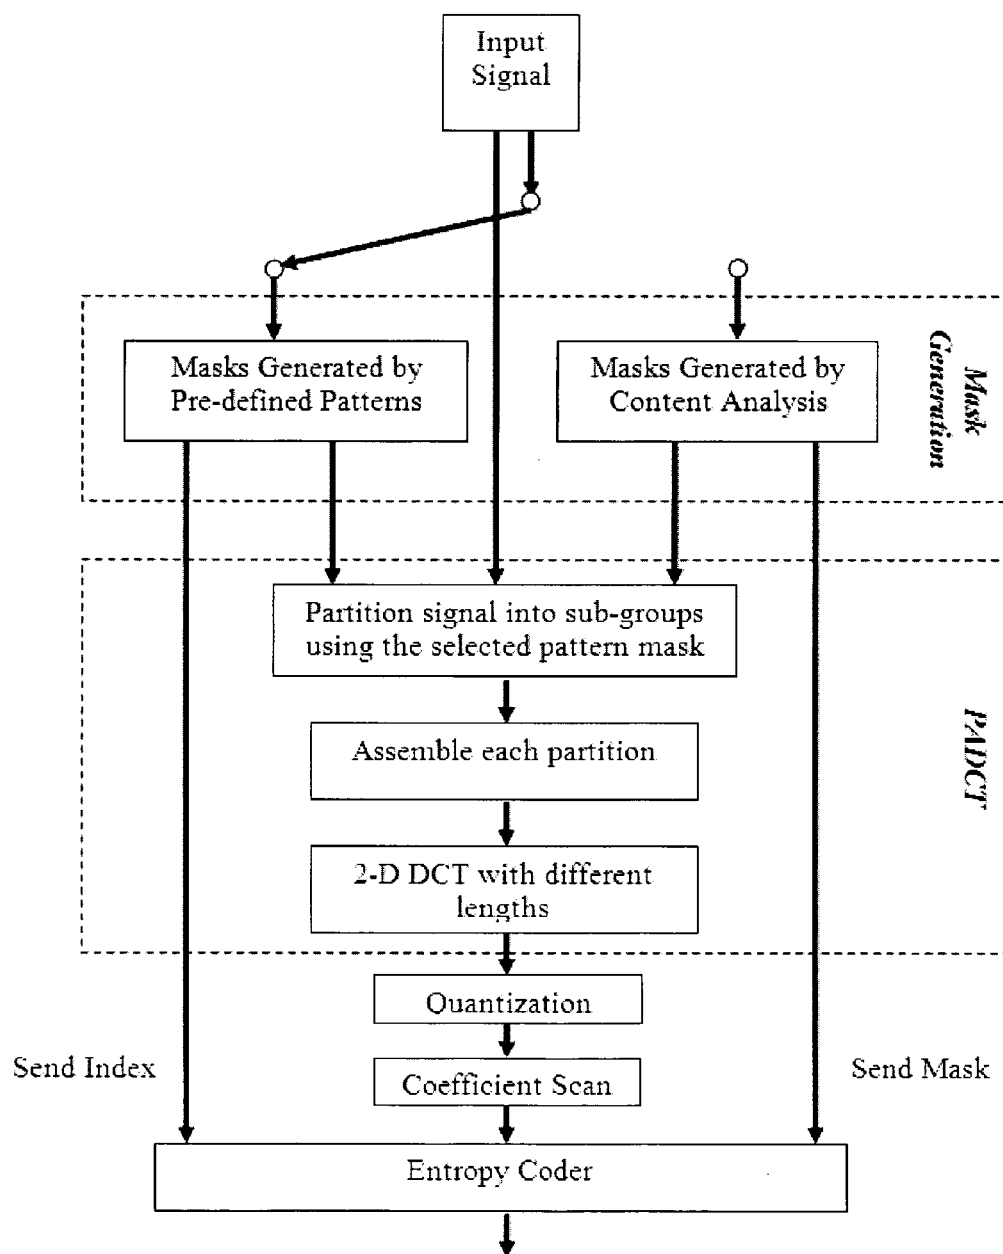 Input
Signal
Masks Generated by
Pre-defined Patterns
Masks Generated by
Content Analysis
Mask
Generation
Partition signal into sub-groups
using the selected pattern mask
Assemble each partition
2-D DCT with different
lengths
PADCT
Quantization
Send Index
Coefficient Scan
Send Mask
Entropy Coder